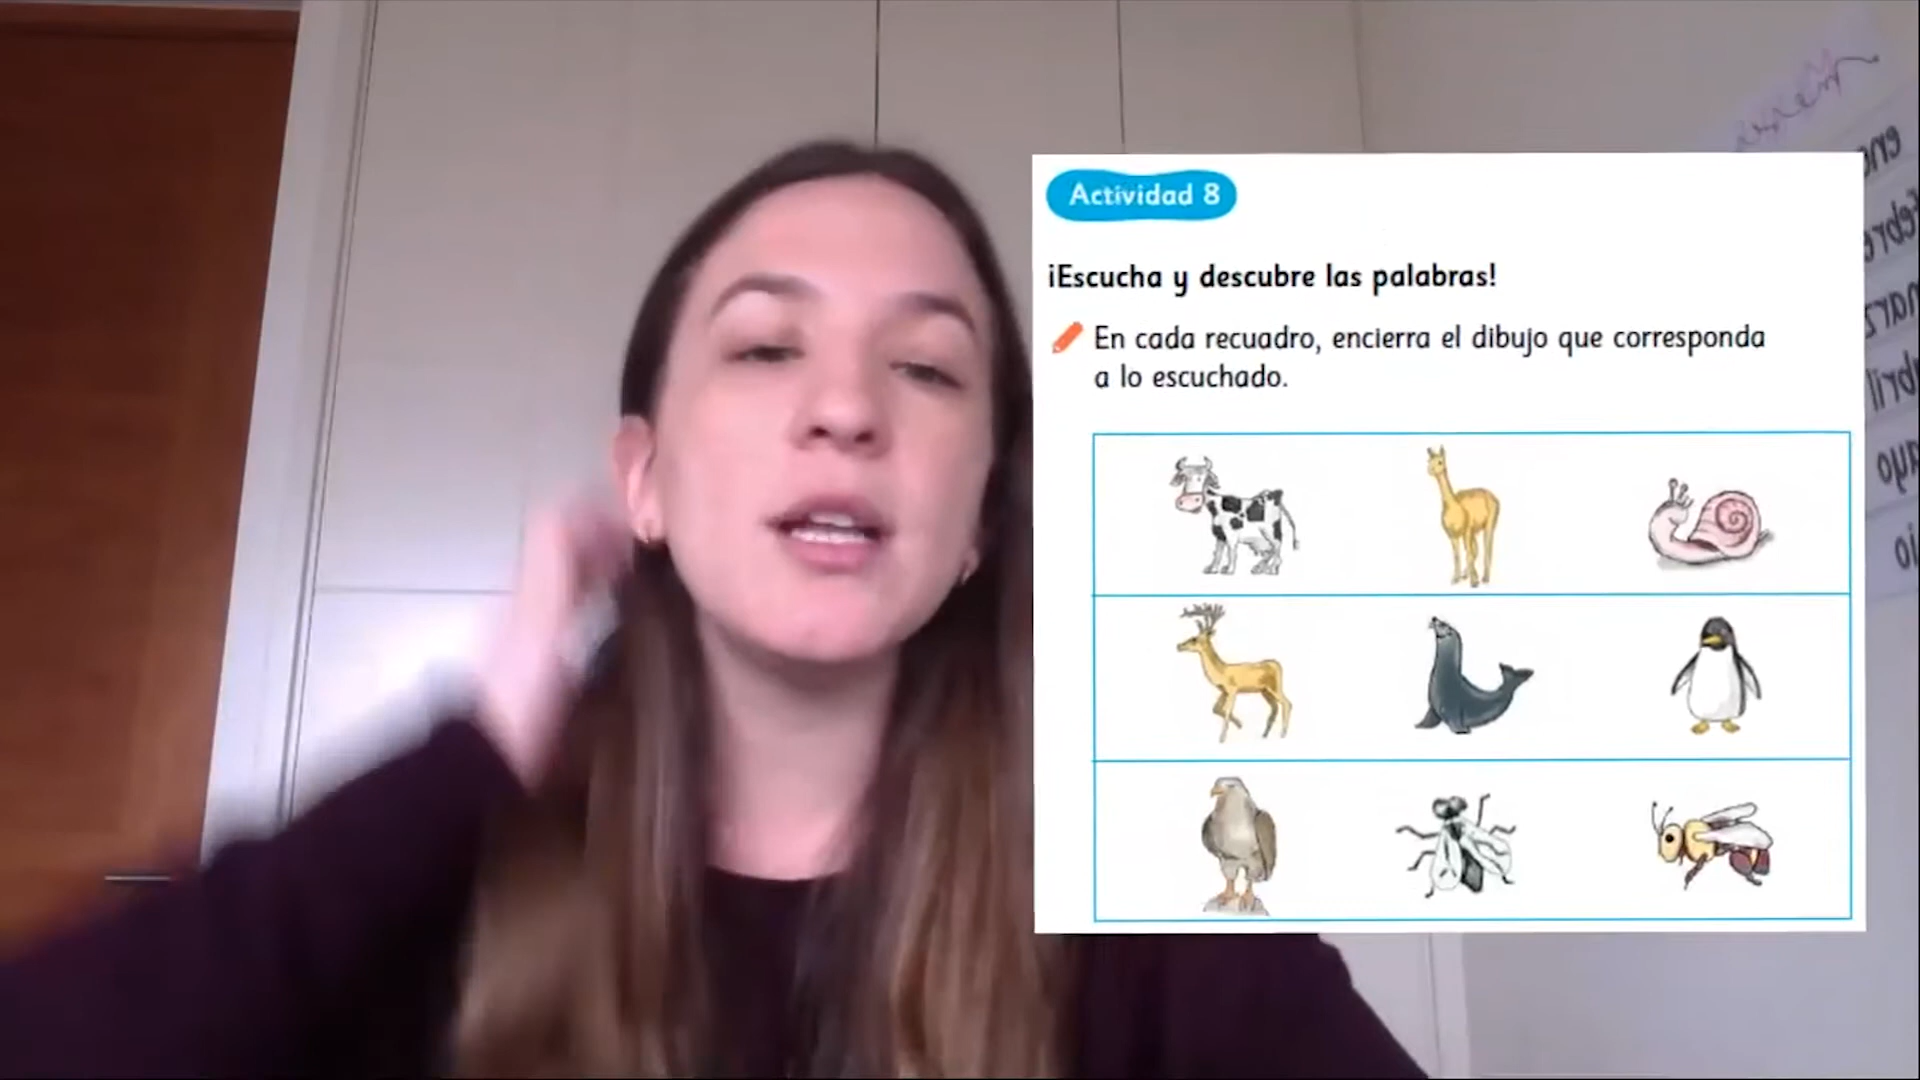 Actividad 8
¡Escucha y descubre las palabras!
En cada recuadro, encierra el dibujo que corresponda
a lo escuchado.